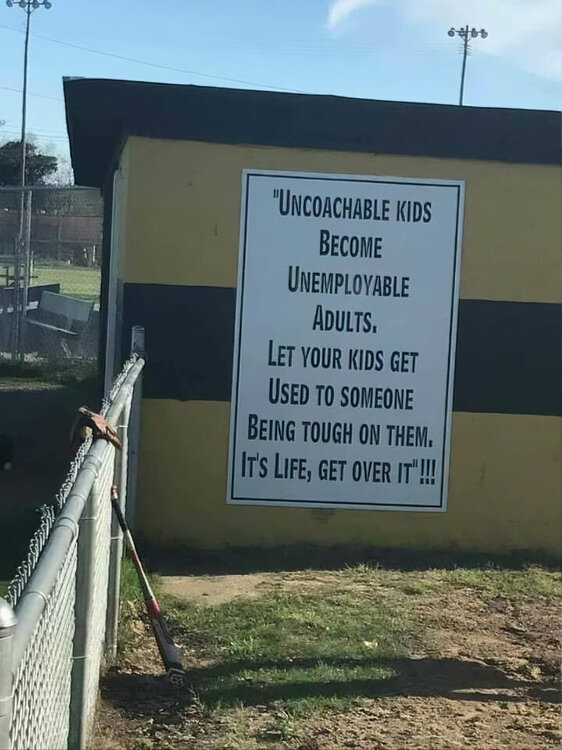 "UNCOACHABLE KIDS
BECOME
UNEMPLOYABLE
ADULTS.
LET YOUR KIDS GET
USED TO SOMEONE
BEING TOUGH ON THEM.
IT'S LIFE, GET OVER IT"!!!